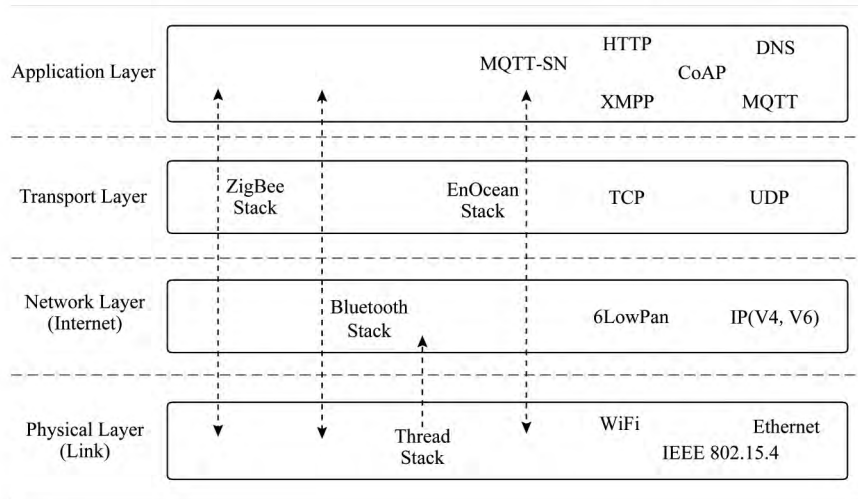 Application Layer
MQTT-SN
HTTP
CoAP
DNS
XMPP
MQTT
Transport Layer
ZigBee
Stack
EnOcean
Stack
TCP
UDP
Network Layer
(Internet)
Bluetooth
Stack
6LowPan
IP(V4, V6)
Physical Layer
(Link)
Thread
Stack
WiFi
Ethernet
IEEE 802.15.4